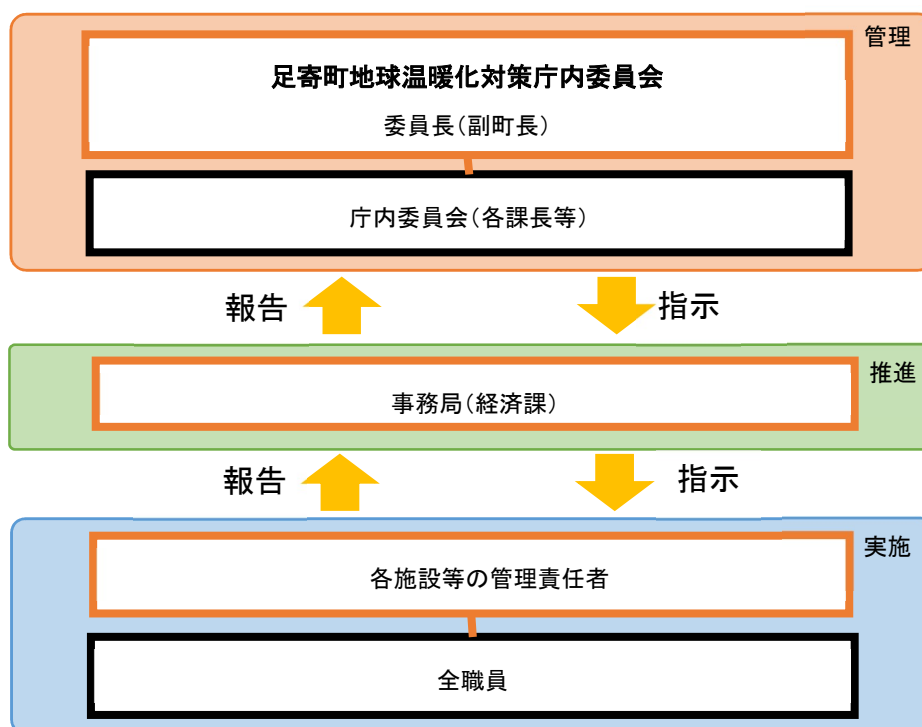 管理
足寄町地球温暖化対策庁内委員会
委員長（副町長）
庁内委員会（各課長等）
報告
指示
推進
事務局（経済課）
報告
指示
実施
各施設等の管理責任者
全職員